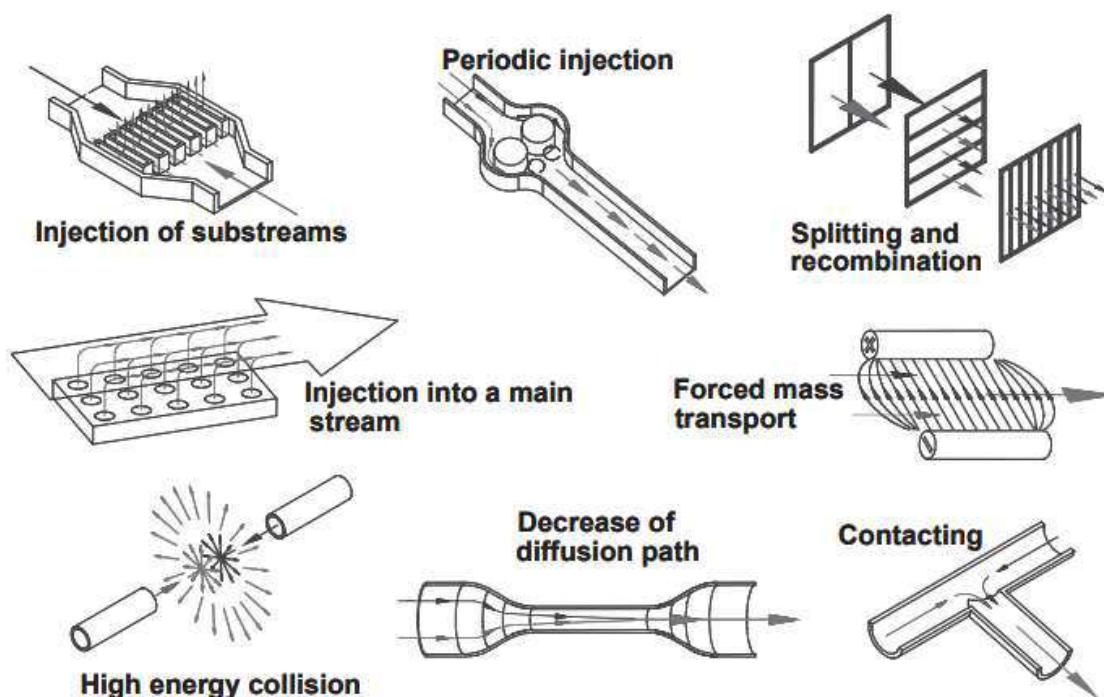 Periodic injection
Injection of substreams
Splitting and
recombination
Injection into a main
stream
Forced mass
transport
Decrease of
diffusion path
Contacting
High energy collision